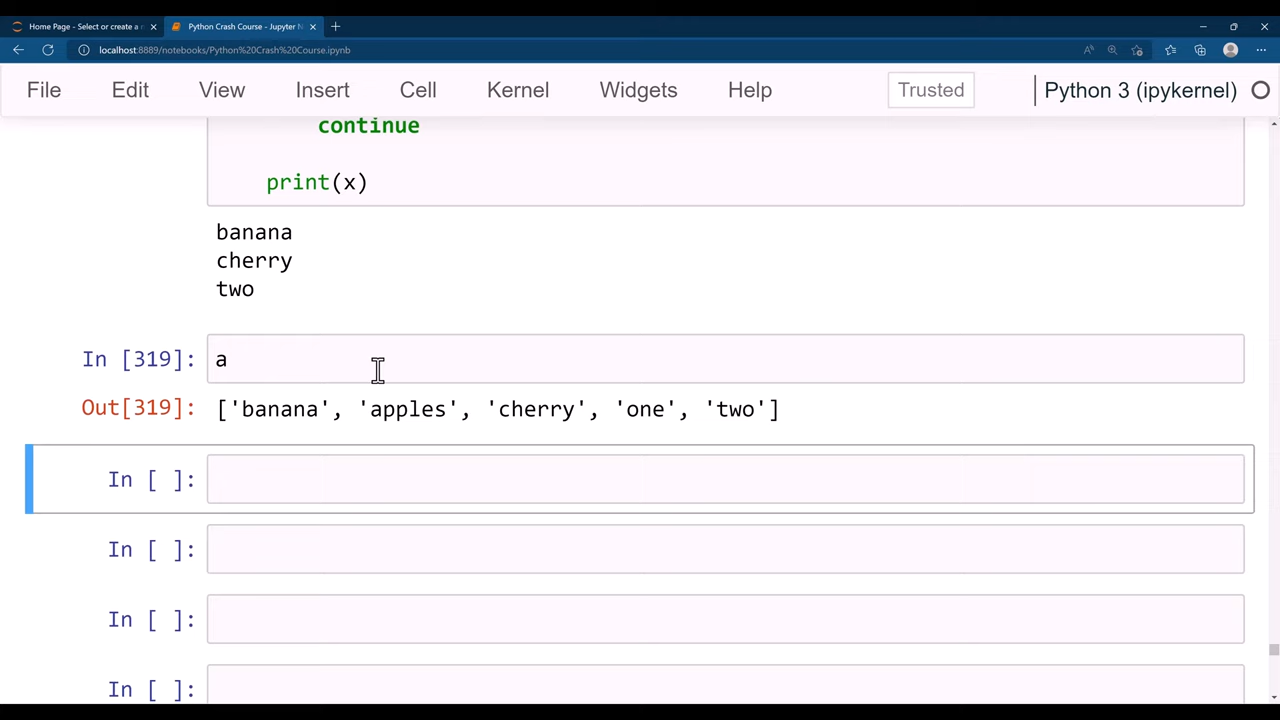 Home Page - Select or create a n
Python Crash Course - Jupyter N
localhost:8889/notebooks/Python%20Crash%20Course.ipynb
File Edit View Insert Cell Kernel Widgets Help Trusted Python 3 (ipykernel)
continue
print(x)
banana
cherry
two
In [319]: a
Out[319]: ['banana', 'apples', 'cherry', 'one', 'two']
In [ ]:
In [ ]:
In [ ]:
In [ ]: